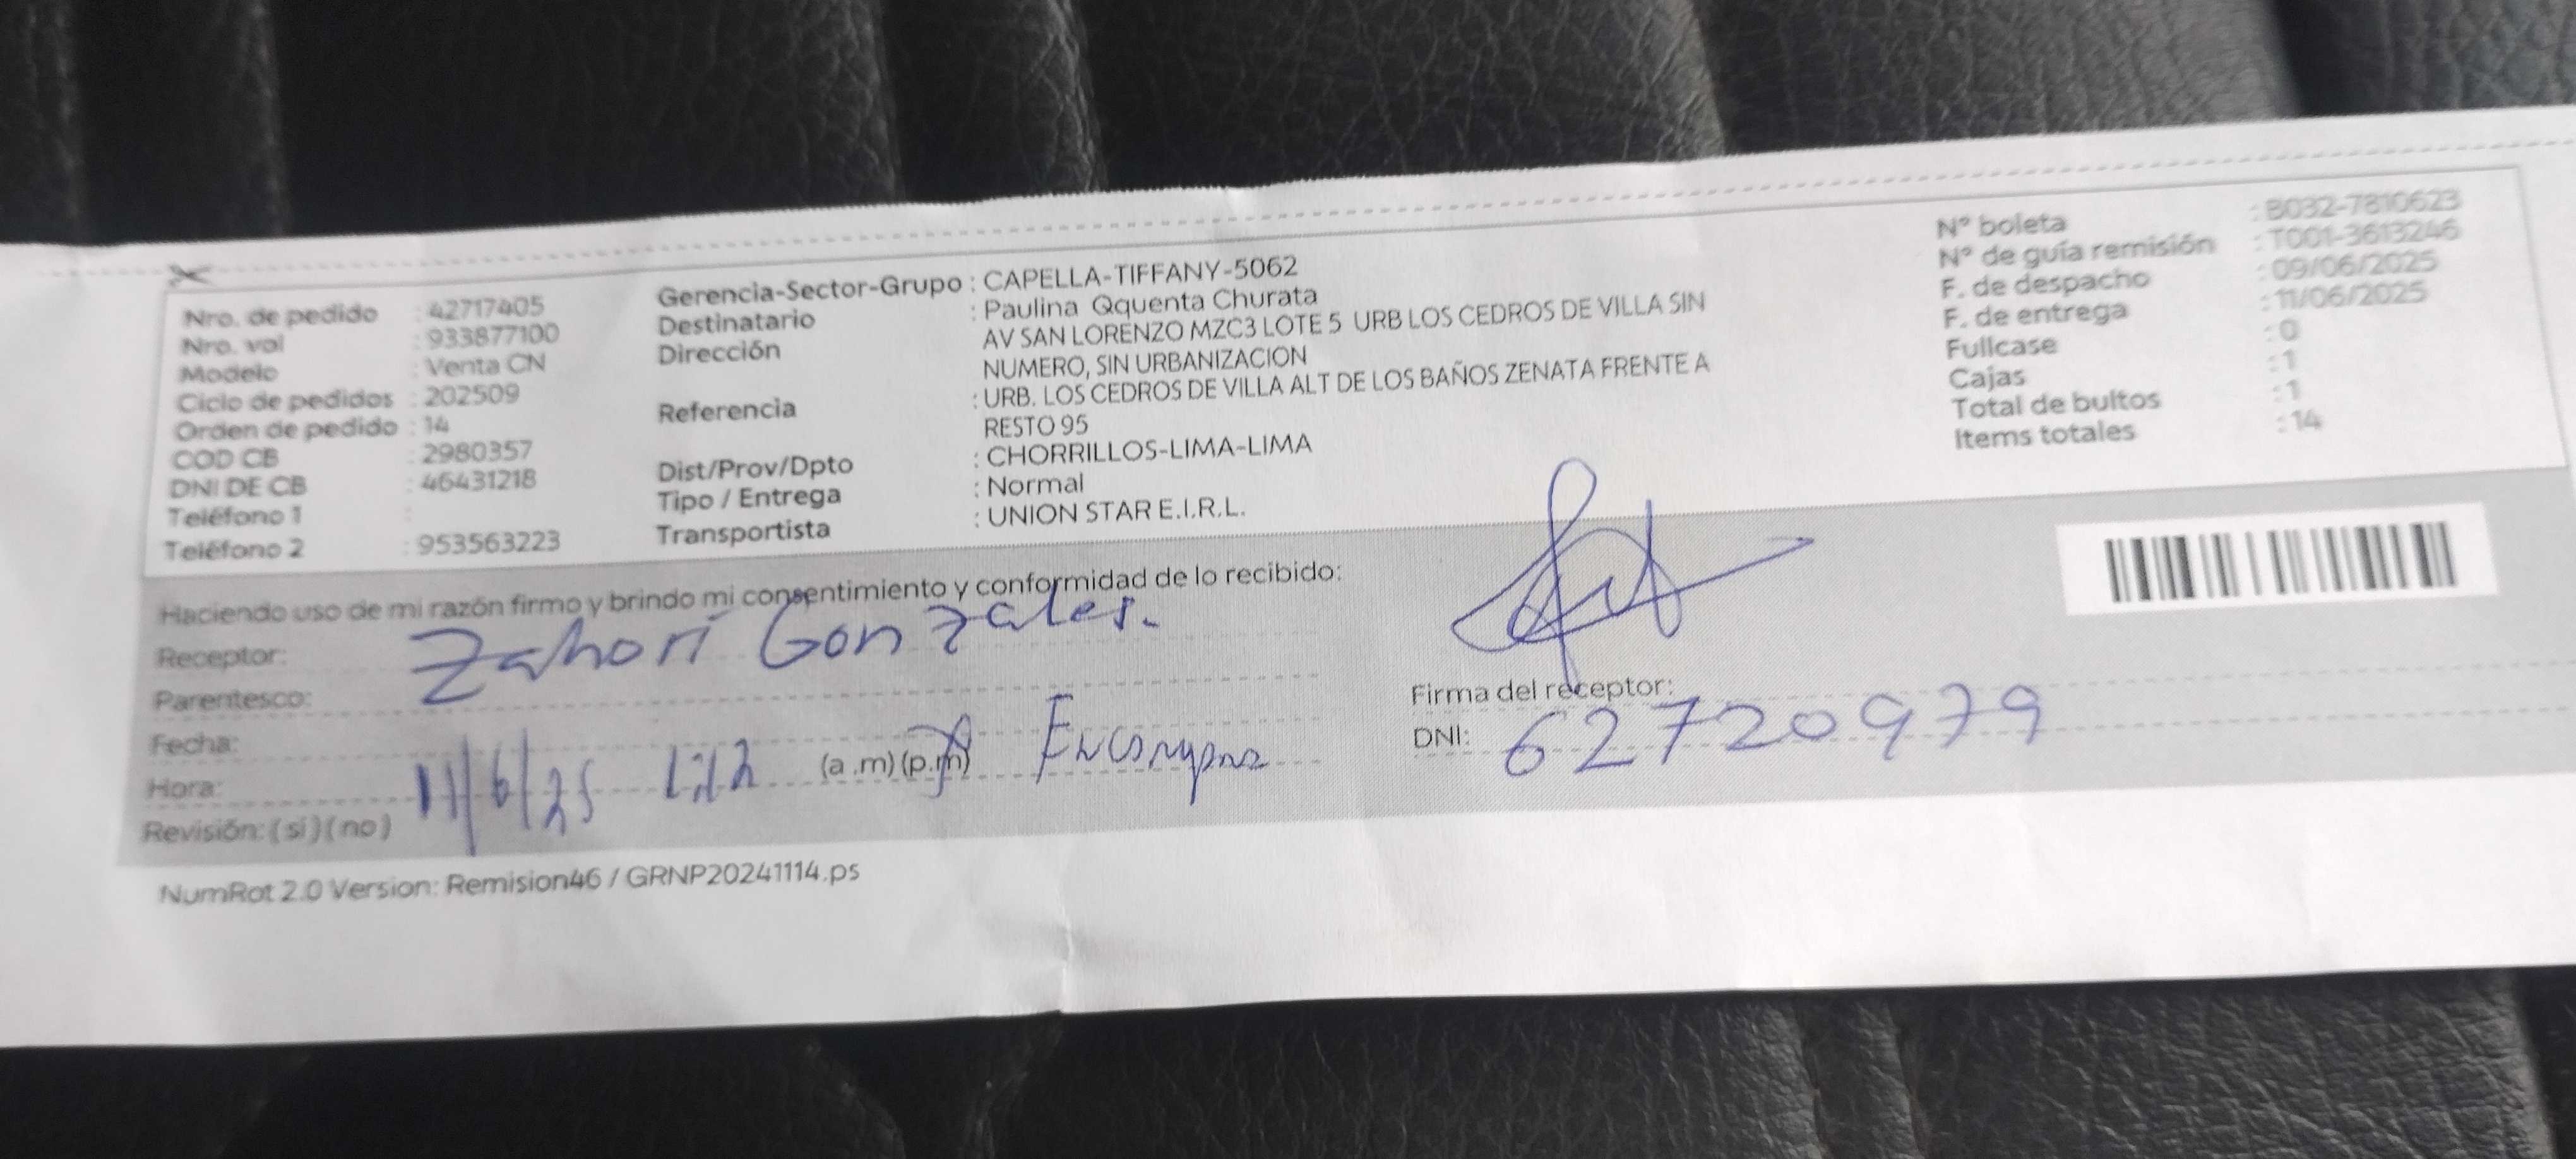 Nro. de pedido : 42717405
Nro. val : 933877100
Modelo : Venta CN
Ciclo de pedidos : 202509
Orden de pedido : 14
COD CB : 2980357
DNI DE CB : 46431218
Teléfono 1 :
Teléfono 2 : 953563223
Gerencia-Sector-Grupo : CAPELLA-TIFFANY-5062
Destinatario : Paulina Qquenta Churata
Dirección : AV SAN LORENZO MZC3 LOTE 5 URB LOS CEDROS DE VILLA SIN
NUMERO, SIN URBANIZACION
Referencia : URB. LOS CEDROS DE VILLA ALT DE LOS BAÑOS ZENATA FRENTE A
RESTO 95
Dist/Prov/Dpto : CHORRILLOS-LIMA-LIMA
Tipo / Entrega : Normal
Transportista : UNION STAR E.I.R.L.
N° boleta : B032-7810623
N° de guía remisión : T001-3613246
F. de despacho : 09/06/2025
F. de entrega : 11/06/2025
Fullcase : 0
Cajas : 1
Total de bultos : 1
Items totales : 14
Haciendo uso de mi razón firmo y brindo mi consentimiento y conformidad de lo recibido:
Receptor: Zahori Gonzales.
Parentesco:
Fecha:
Hora: 11/6/25 (a.m) (p.m)
Revisión: (si) (no)
Firma del receptor:
DNI: 62720979
NumRot 2.0 Version: Remision46 / GRNP20241114.ps